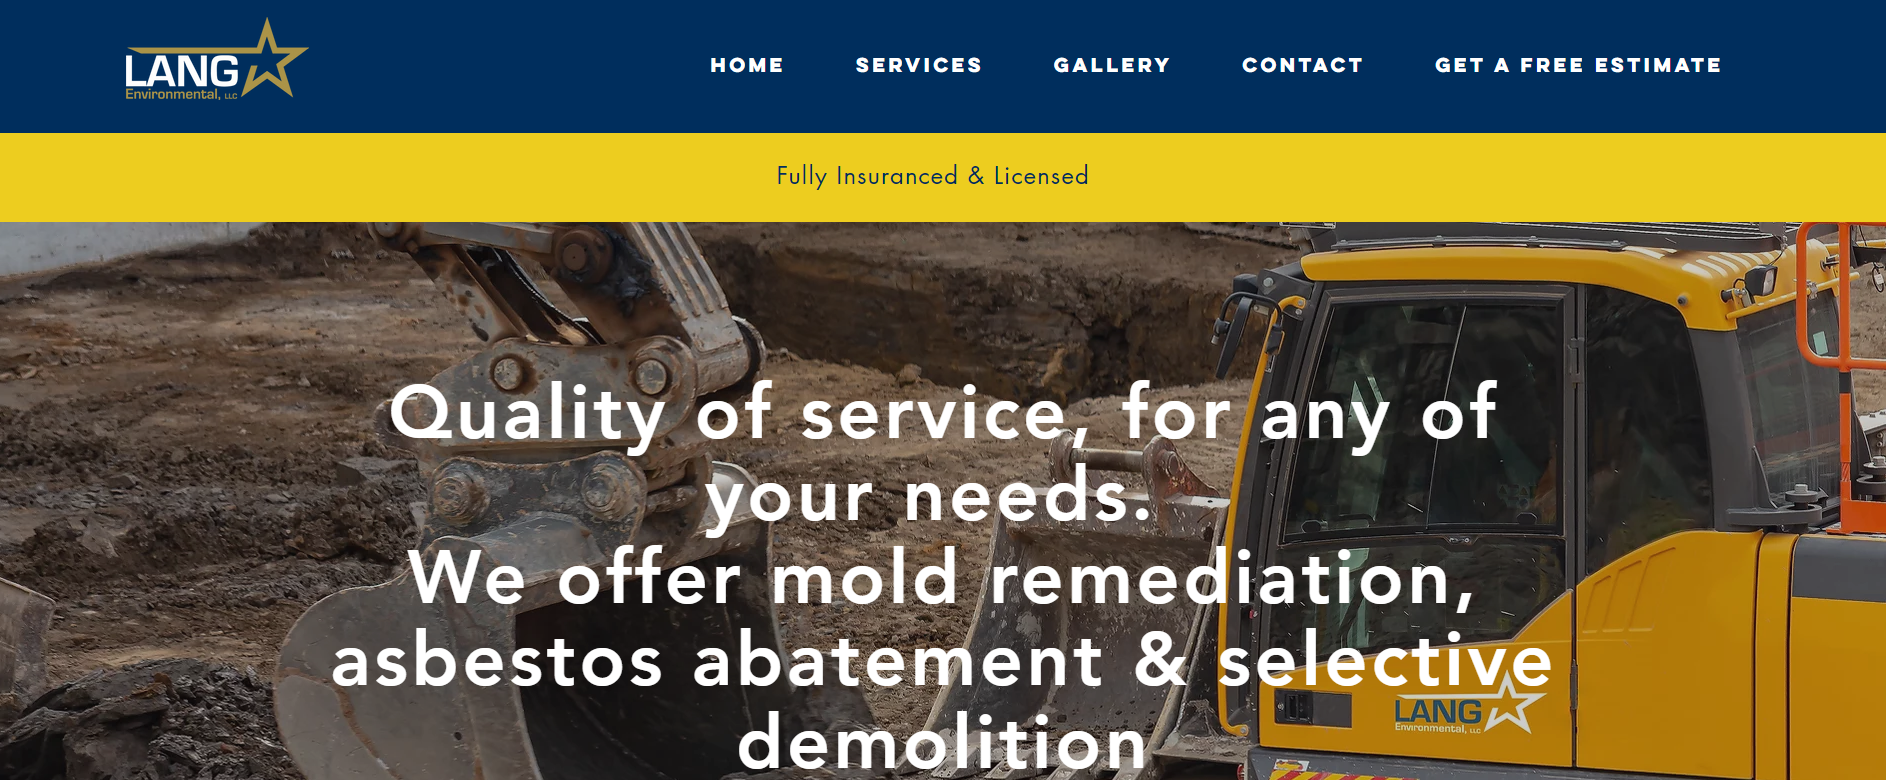 LANG
Environmental, LLC
HOME SERVICES GALLERY CONTACT GET A FREE ESTIMATE
Fully Insuranced & Licensed
Quality of service, for any of
your needs.
We offer mold remediation,
asbestos abatement & selective
demolition
LANG
Environmental, LLC